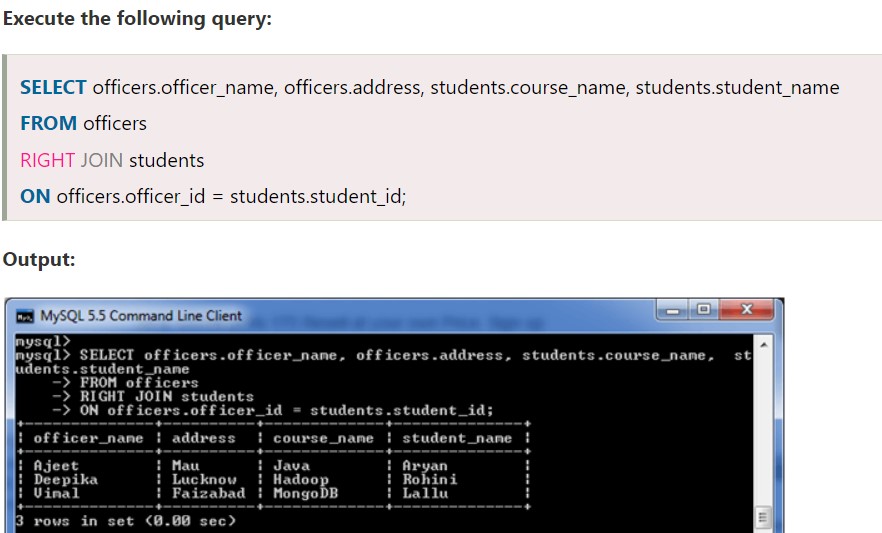 Execute the following query:
SELECT officers.officer_name, officers.address, students.course_name, students.student_name
FROM officers
RIGHT JOIN students
ON officers.officer_id = students.student_id;
Output:
MySQL 5.5 Command Line Client
mysql>
mysql> SELECT officers.officer_name, officers.address, students.course_name, st
udents.student_name
-> FROM officers
-> RIGHT JOIN students
-> ON officers.officer_id = students.student_id;
+--------------+-----------+-------------+--------------+
| officer_name | address | course_name | student_name |
+--------------+-----------+-------------+--------------+
| Ajeet | Mau | Java | Aryan |
| Deepika | Lucknow | Hadoop | Rohini |
| Vimal | Faizabad | MongoDB | Lallu |
+--------------+-----------+-------------+--------------+
3 rows in set (0.00 sec)